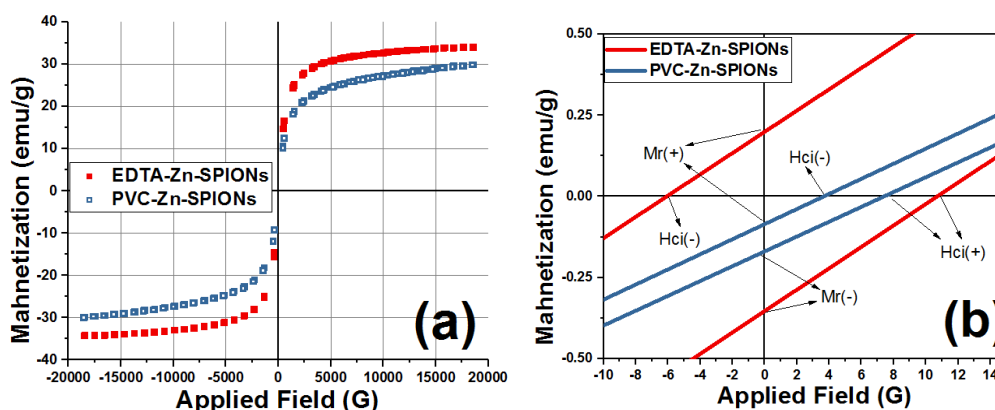 Mahnetization (emu/g)
40
30
20
10
0
-10
-20
-30
-40
EDTA-Zn-SPIONs
PVC-Zn-SPIONs
(a)
-20000 -15000 -10000 -5000 0 5000 10000 15000 20000
Applied Field (G)
Mahnetization (emu/g)
0.50
0.25
0.00
-0.25
-0.50
EDTA-Zn-SPIONs
PVC-Zn-SPIONs
Mr(+)
Hci(-)
Hci(-)
Hci(+)
Mr(-)
(b)
-10 -8 -6 -4 -2 0 2 4 6 8 10 12 14
Applied Field (G)